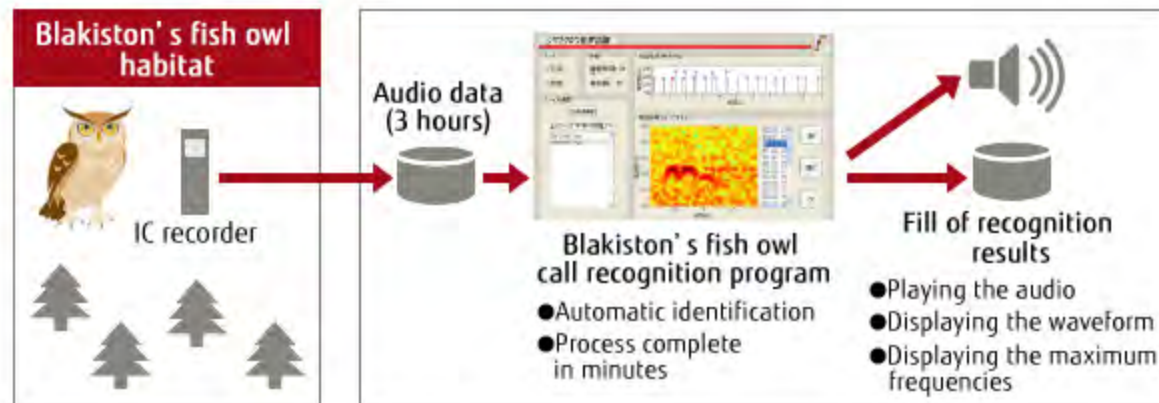 Blakiston's fish owl
habitat
IC recorder
Audio data
(3 hours)
Blakiston's fish owl
call recognition program
●Automatic identification
●Process complete
in minutes
Fill of recognition
results
●Playing the audio
●Displaying the waveform
●Displaying the maximum
frequencies